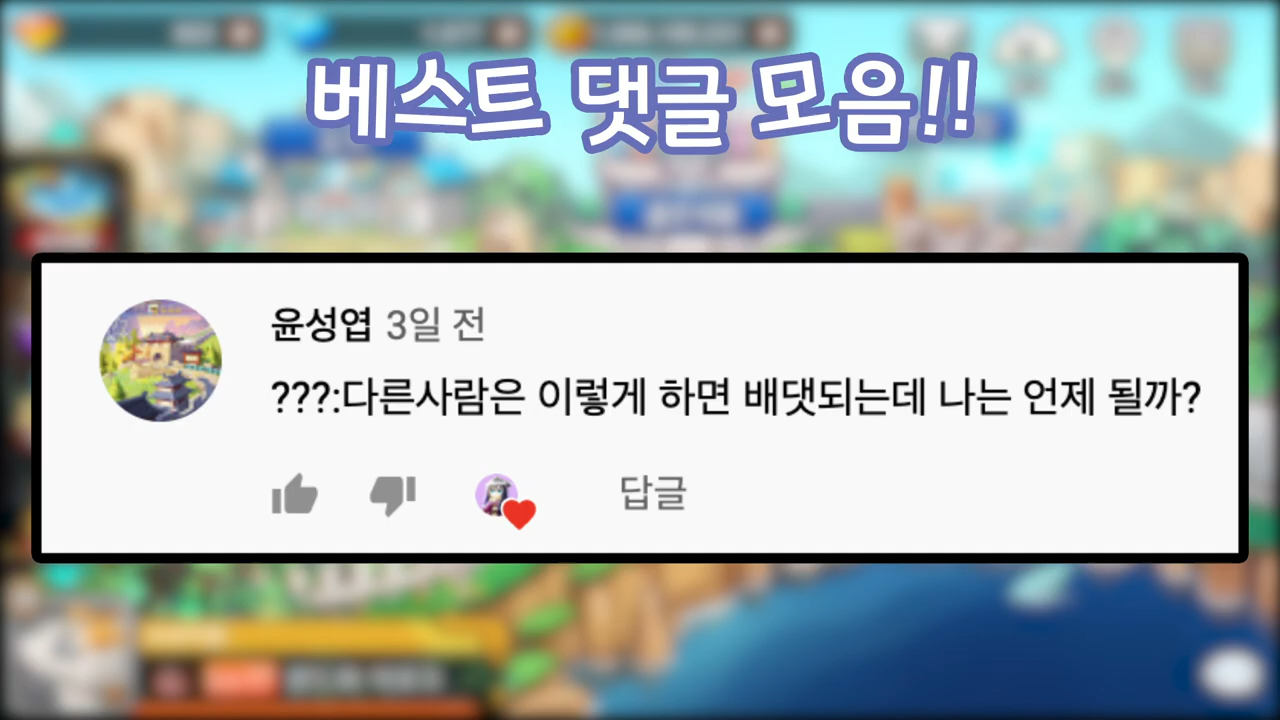 베스트 댓글 모음!!
윤성엽 3일 전
???:다른사람은 이렇게 하면 배댓되는데 나는 언제 될까?
답글